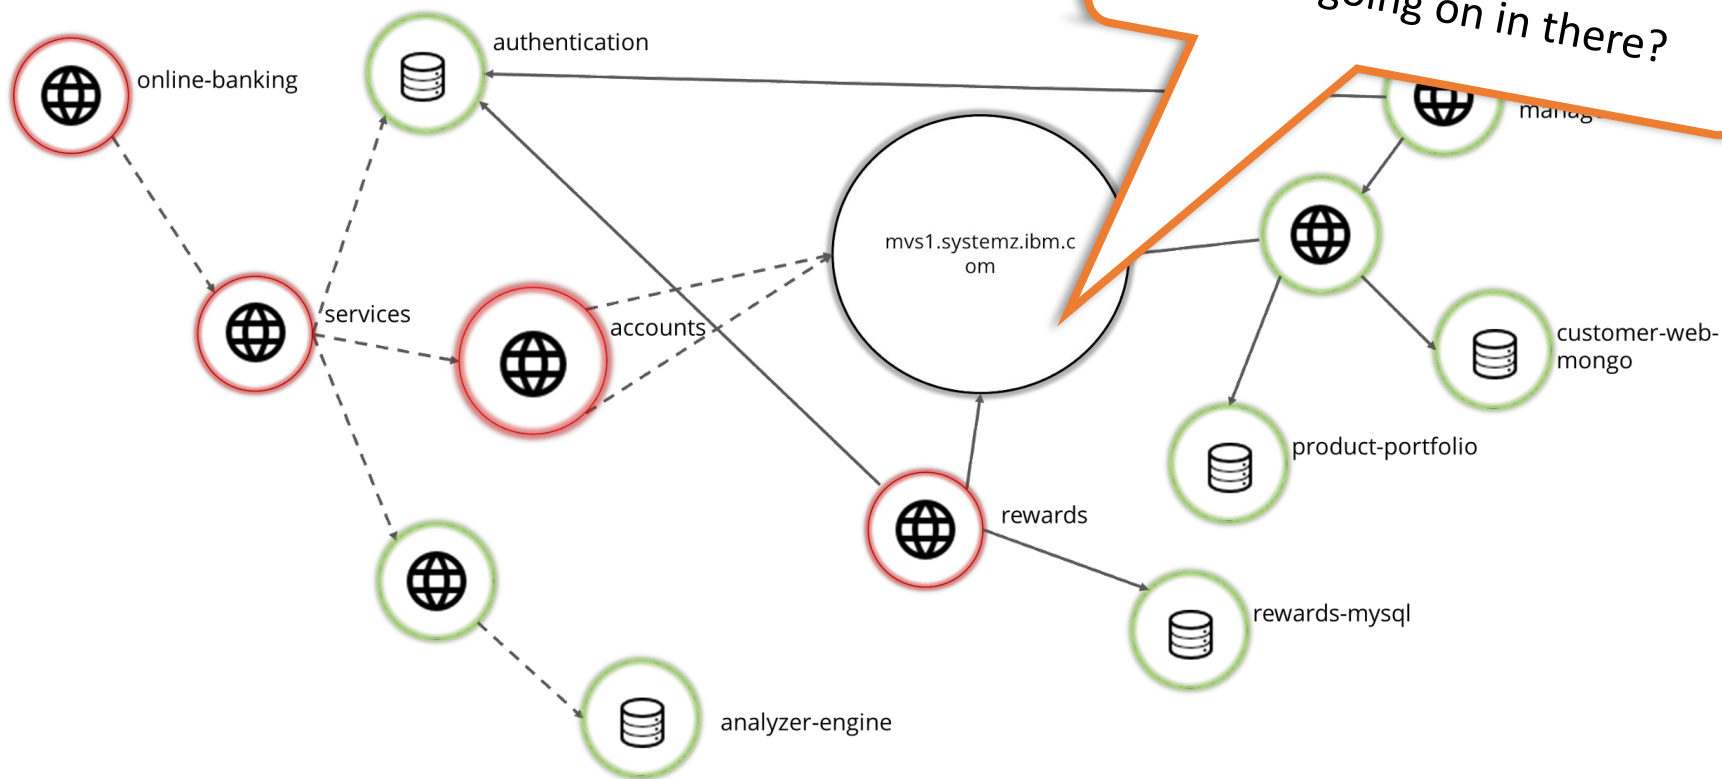 going on in there?
authentication
online-banking
mvs1.systemz.ibm.c
om
services
accounts
customer-web-
mongo
product-portfolio
rewards
rewards-mysql
analyzer-engine